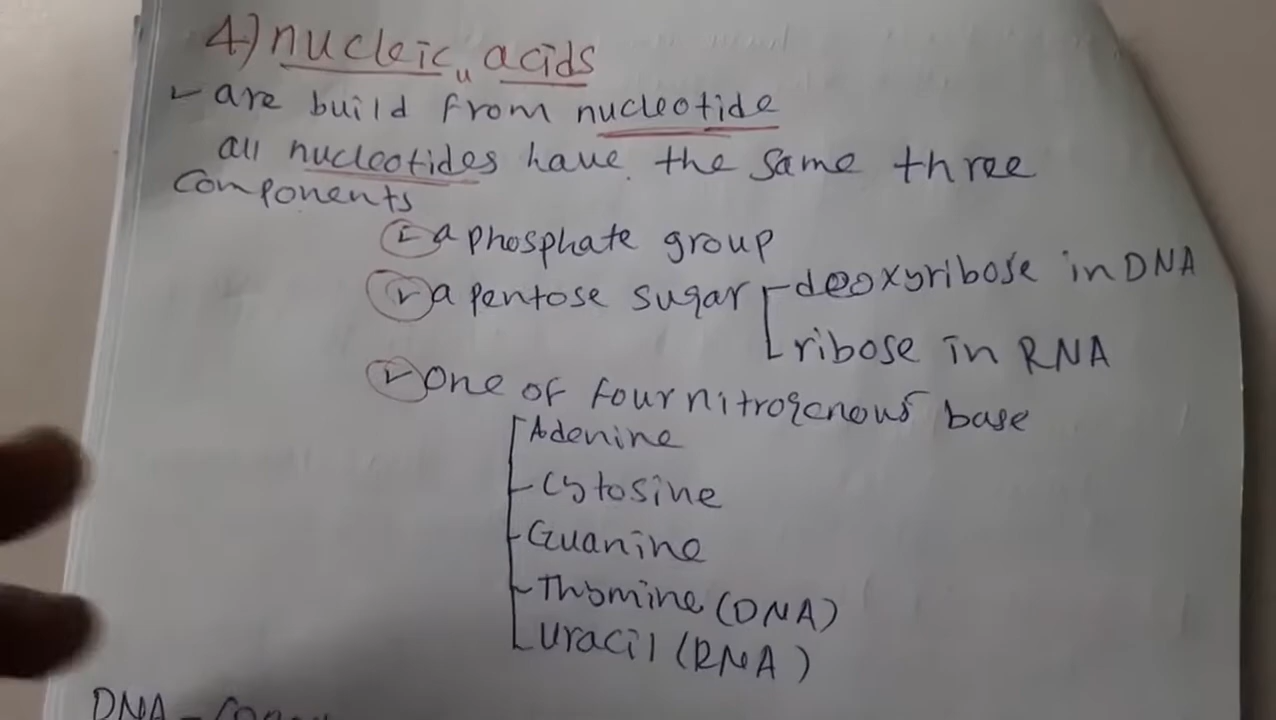 4) nucleic acids
are build from nucleotide
all nucleotides have the same three
components
a phosphate group
a pentose sugar deoxyribose in DNA
ribose in RNA
one of four nitrogenous base
Adenine
Cytosine
Guanine
Thymine (DNA)
uracil (RNA)
DNA -